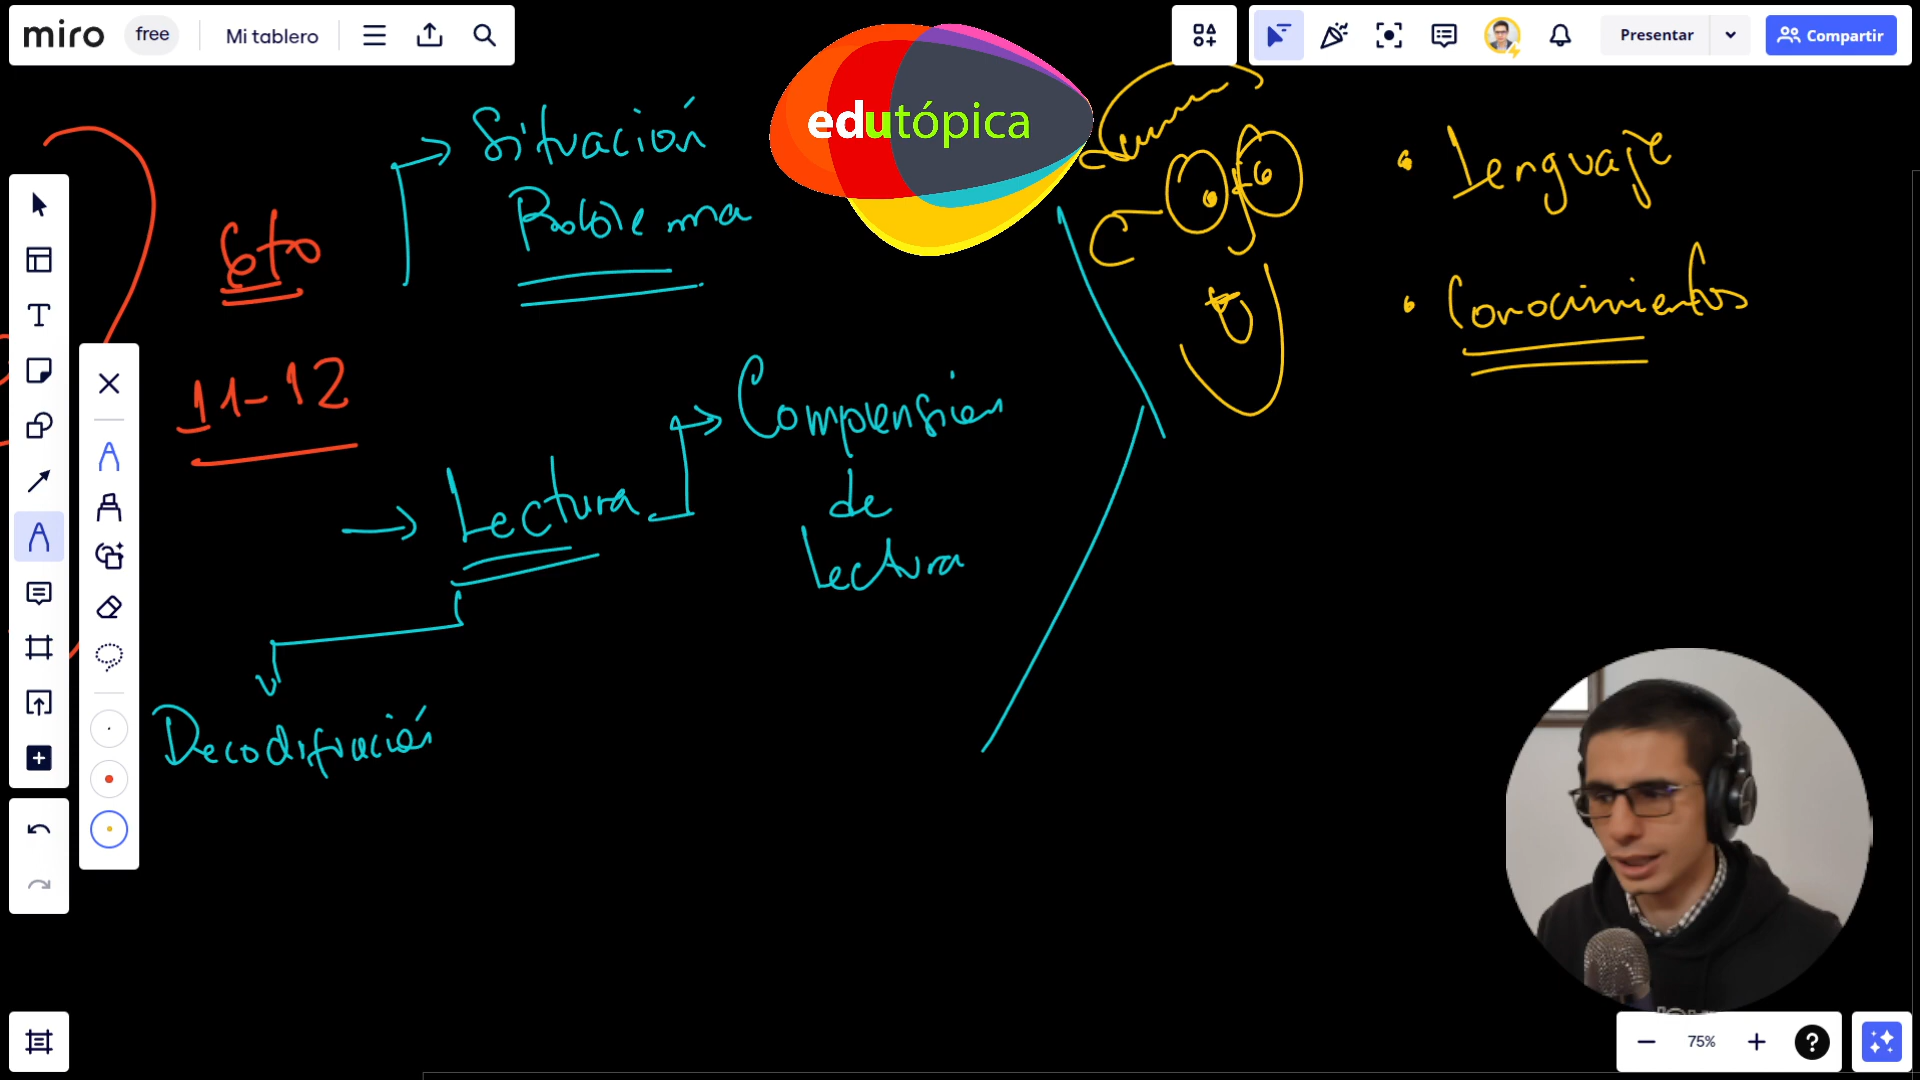 miro
free
Mi tablero
Presentar
Compartir
edutópica
Situación
Problema
6to
11-12
Lectura
Comprensión
de
Lectura
Decodificación
• Lenguaje
• Conocimientos
75%